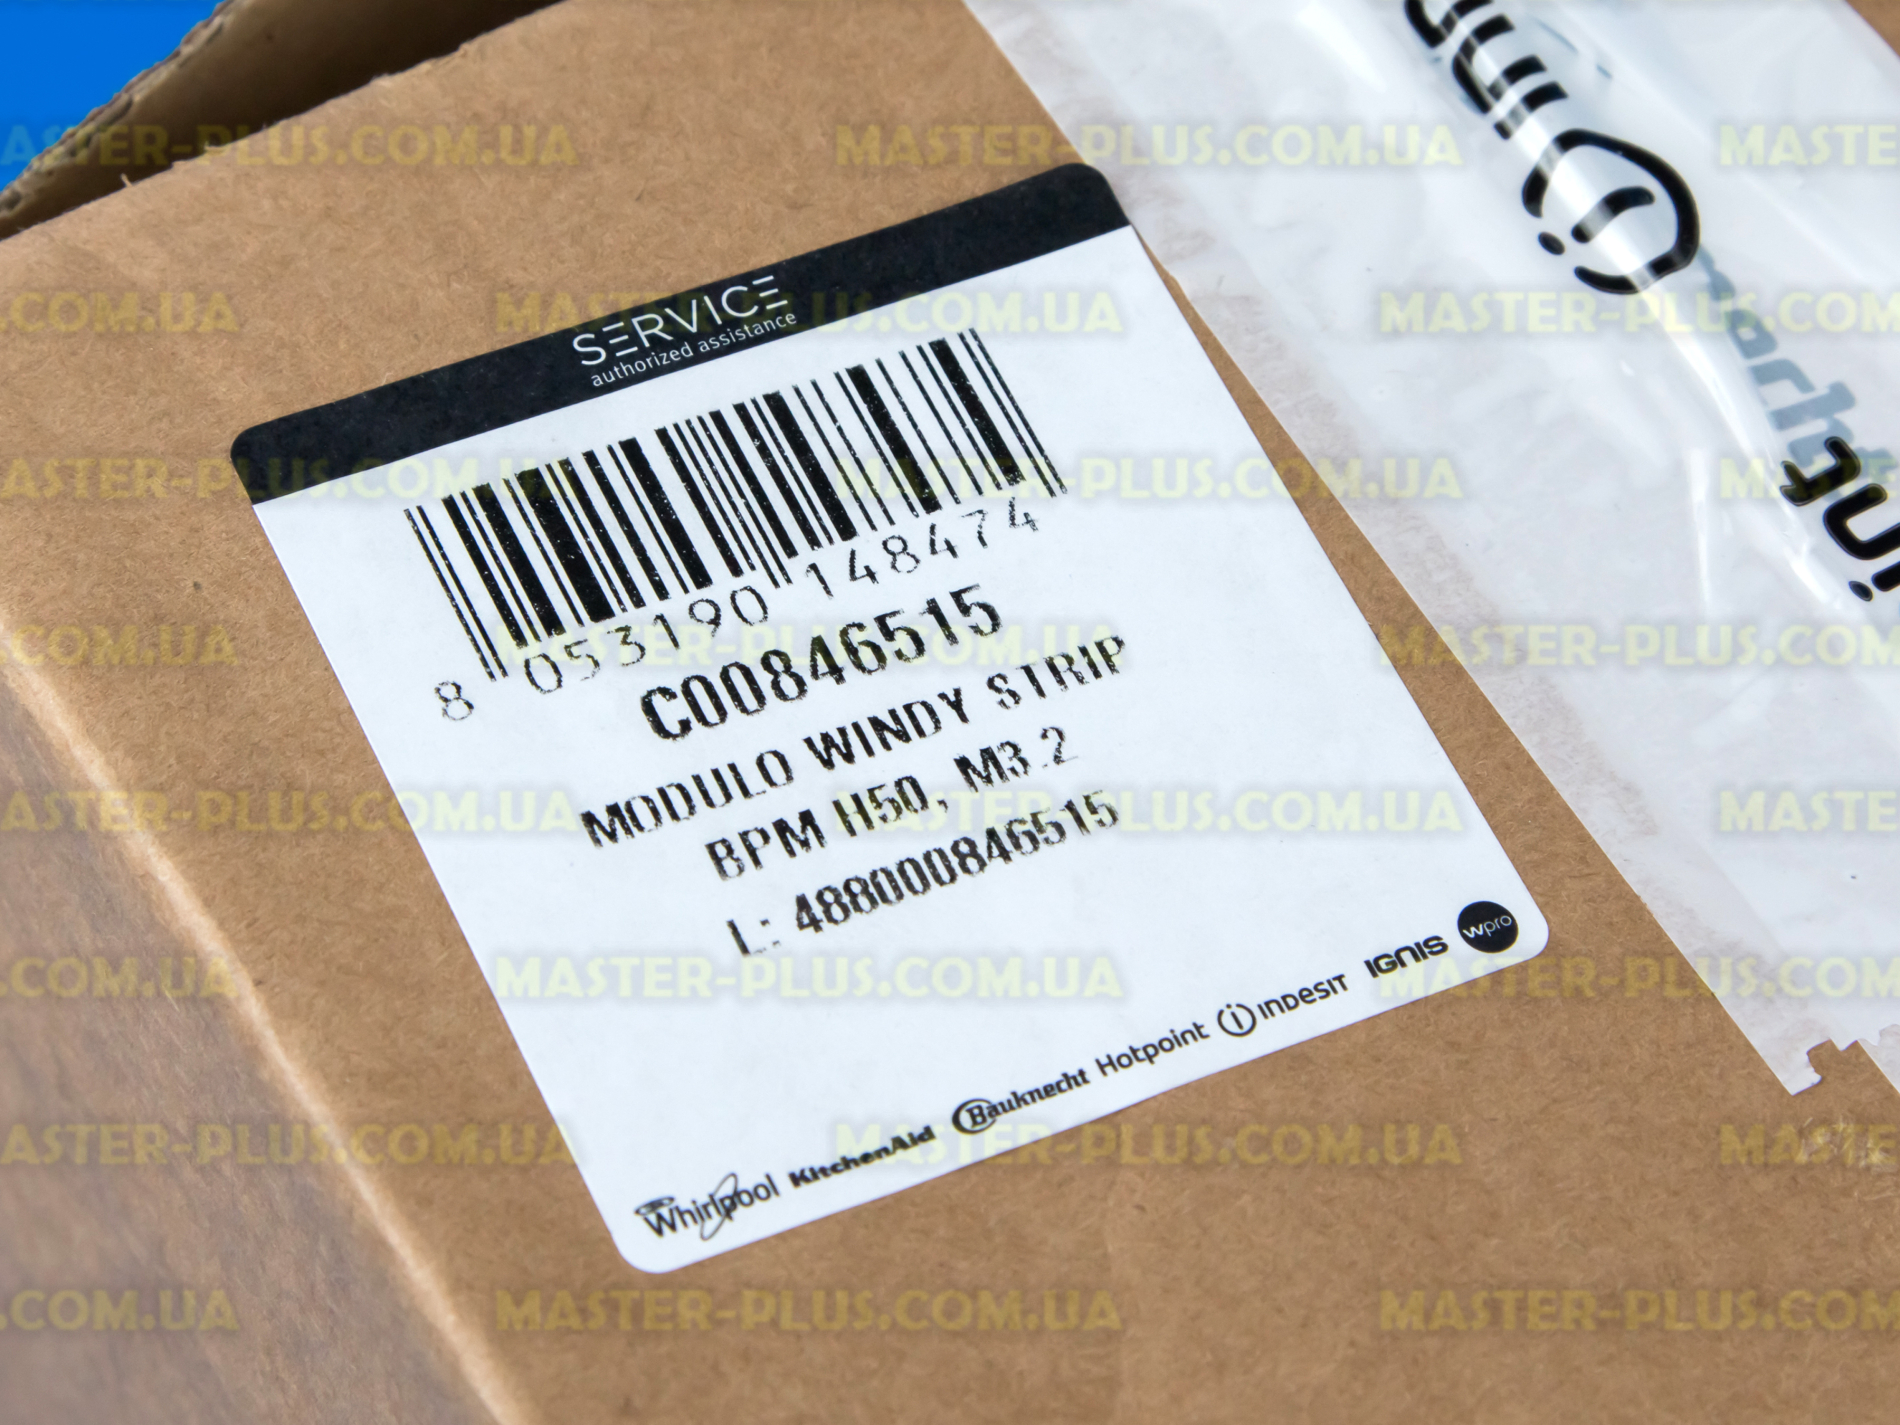 SERVICE
authorized assistance
8 053190 148474
C00846515
MODULO WINDY STRIP
BPM H50, M3.2
L: 488000846515
Whirlpool KitchenAid Bauknecht Hotpoint INDESIT IGNIS wpro
MASTER-PLUS.COM.UA